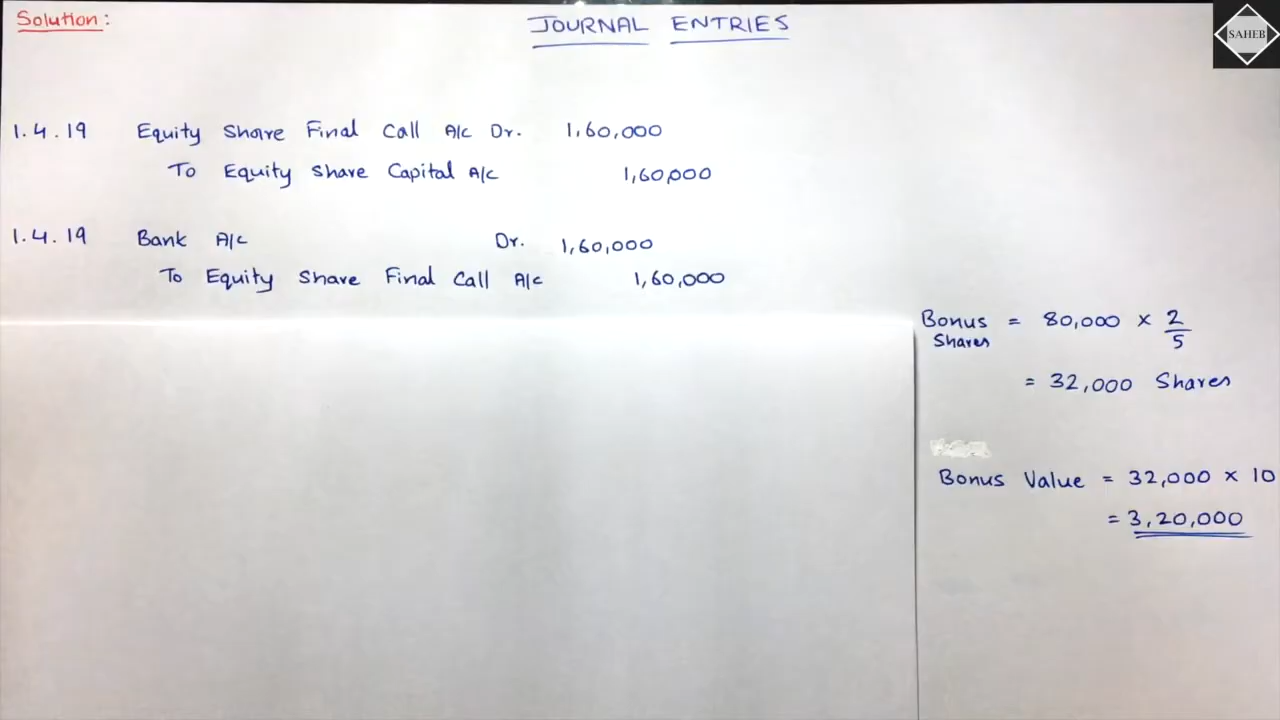 Solution:
JOURNAL ENTRIES
SAHEB
1.4.19 Equity Share Final Call A/c Dr. 1,60,000
To Equity Share Capital A/c 1,60,000
1.4.19 Bank A/c Dr. 1,60,000
To Equity Share Final Call A/c 1,60,000
Bonus Shares = 80,000 × 2/5
= 32,000 Shares
Bonus Value = 32,000 × 10
= 3,20,000